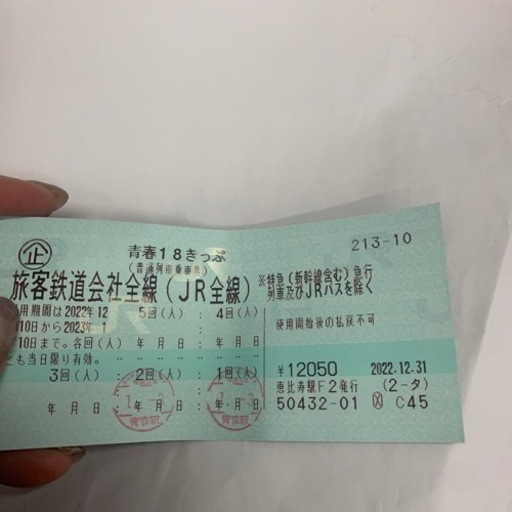 企 青春18きっぷ 213-10
(普通列車乗車券)
旅客鉄道会社全線(JR全線) ※特急(新幹線含む)急行
列車及びJRバスを除く
用期間は2022年12 5回(人) : 4回(人)
10日から2023年1
使用開始後の払戻不可
10日まで。各回(人) 年 月 日: 年 月 日
とも当日限り有効。
3回(人) : 2回(人) : 1回(人)
¥12050 2022.12.31
恵比寿駅F2発行 (2-タ)
年 月 日: 年 月 日: 年 月 日
50432-01 C45